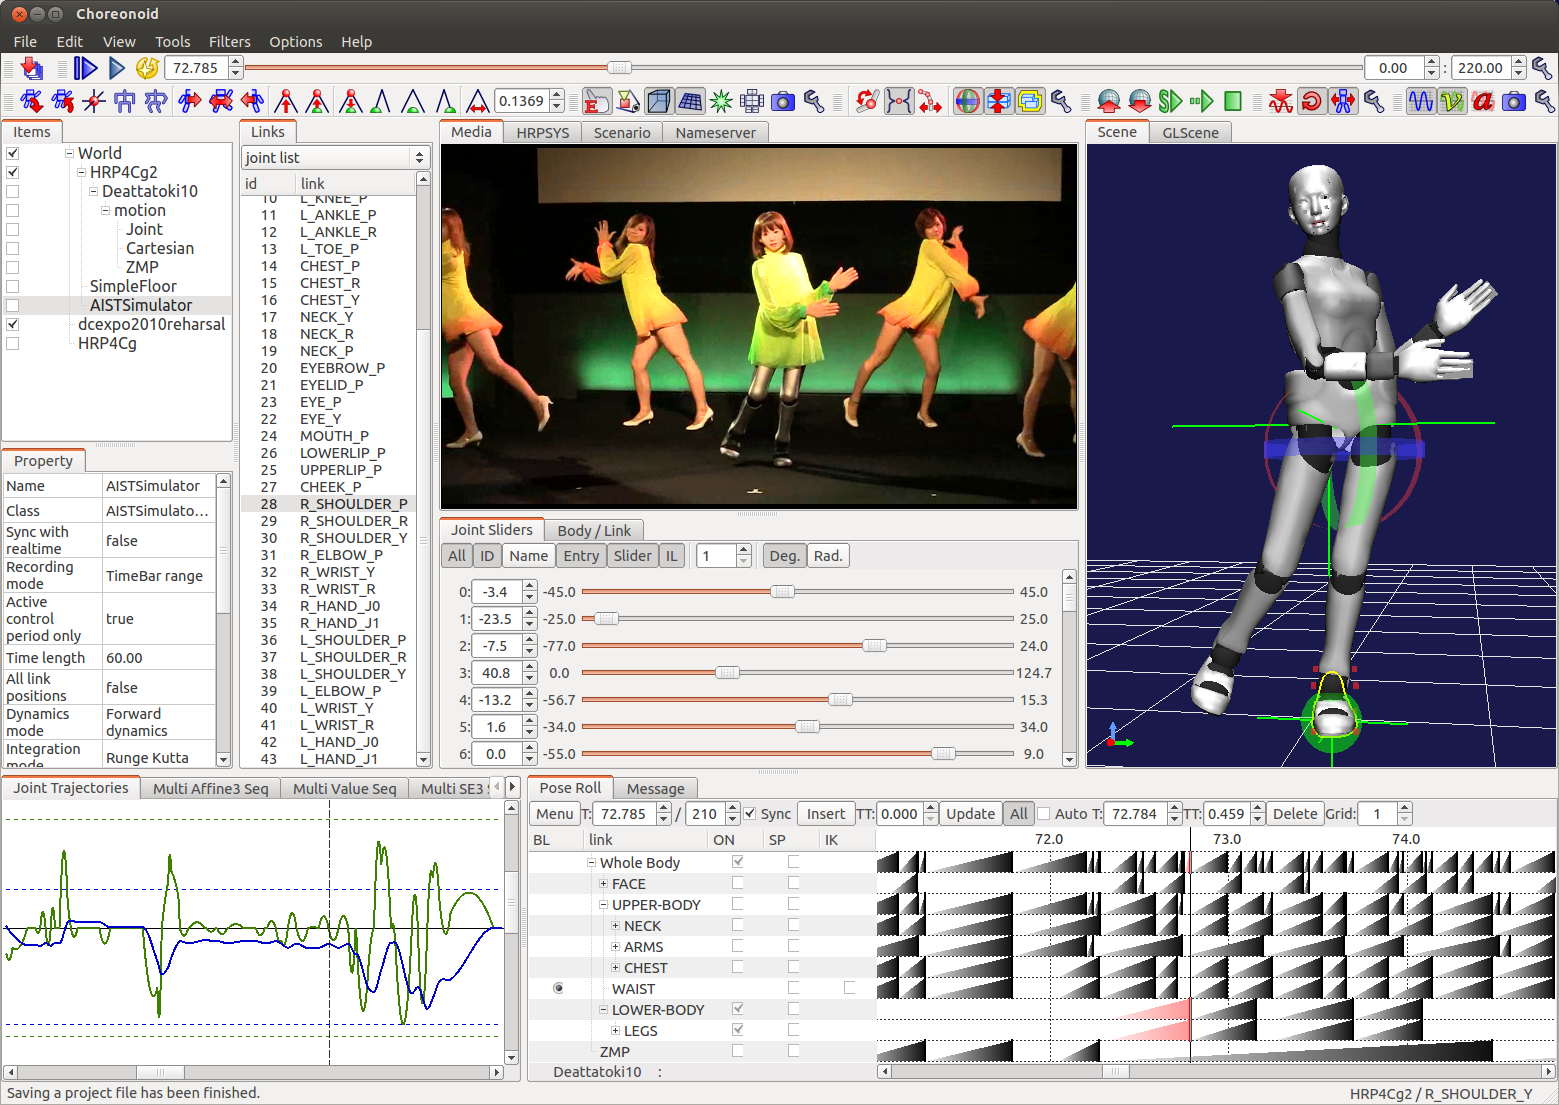 Choreonoid
File Edit View Tools Filters Options Help
72.785 0.00 : 220.00
0.1369
Items
World
HRP4Cg2
Deattatoki10
motion
Joint
Cartesian
ZMP
SimpleFloor
AISTSimulator
dcexpo2010reharsal
HRP4Cg
Property
Name AISTSimulator
Class AISTSimulato...
Sync with realtime false
Recording mode TimeBar range
Active control period only true
Time length 60.00
All link positions false
Dynamics mode Forward dynamics
Integration mode Runge Kutta
Links
joint list
id link
10 L_KNEE_P
11 L_ANKLE_P
12 L_ANKLE_R
13 L_TOE_P
14 CHEST_P
15 CHEST_R
16 CHEST_Y
17 NECK_Y
18 NECK_R
19 NECK_P
20 EYEBROW_P
21 EYELID_P
23 EYE_P
22 EYE_Y
24 MOUTH_P
26 LOWERLIP_P
25 UPPERLIP_P
27 CHEEK_P
28 R_SHOULDER_P
29 R_SHOULDER_R
30 R_SHOULDER_Y
31 R_ELBOW_P
32 R_WRIST_Y
33 R_WRIST_R
34 R_HAND_J0
35 R_HAND_J1
36 L_SHOULDER_P
37 L_SHOULDER_R
38 L_SHOULDER_Y
39 L_ELBOW_P
40 L_WRIST_Y
41 L_WRIST_R
42 L_HAND_J0
43 L_HAND_J1
Media HRPSYS Scenario Nameserver
Joint Sliders Body / Link
All ID Name Entry Slider IL 1 Deg. Rad.
0: -3.4 -45.0 45.0
1: -23.5 -25.0 25.0
2: -7.5 -77.0 24.0
3: 40.8 0.0 124.7
4: -13.2 -56.7 15.3
5: 1.6 -34.0 34.0
6: 0.0 -55.0 9.0
Scene GLScene
Joint Trajectories Multi Affine3 Seq Multi Value Seq Multi SE3
Pose Roll Message
Menu T: 72.785 / 210 Sync Insert TT: 0.000 Update All Auto T: 72.784 TT: 0.459 Delete Grid: 1
BL link ON SP IK 72.0 73.0 74.0
Whole Body
FACE
UPPER-BODY
NECK
ARMS
CHEST
WAIST
LOWER-BODY
LEGS
ZMP
Deattatoki10 :
Saving a project file has been finished. HRP4Cg2 / R_SHOULDER_Y